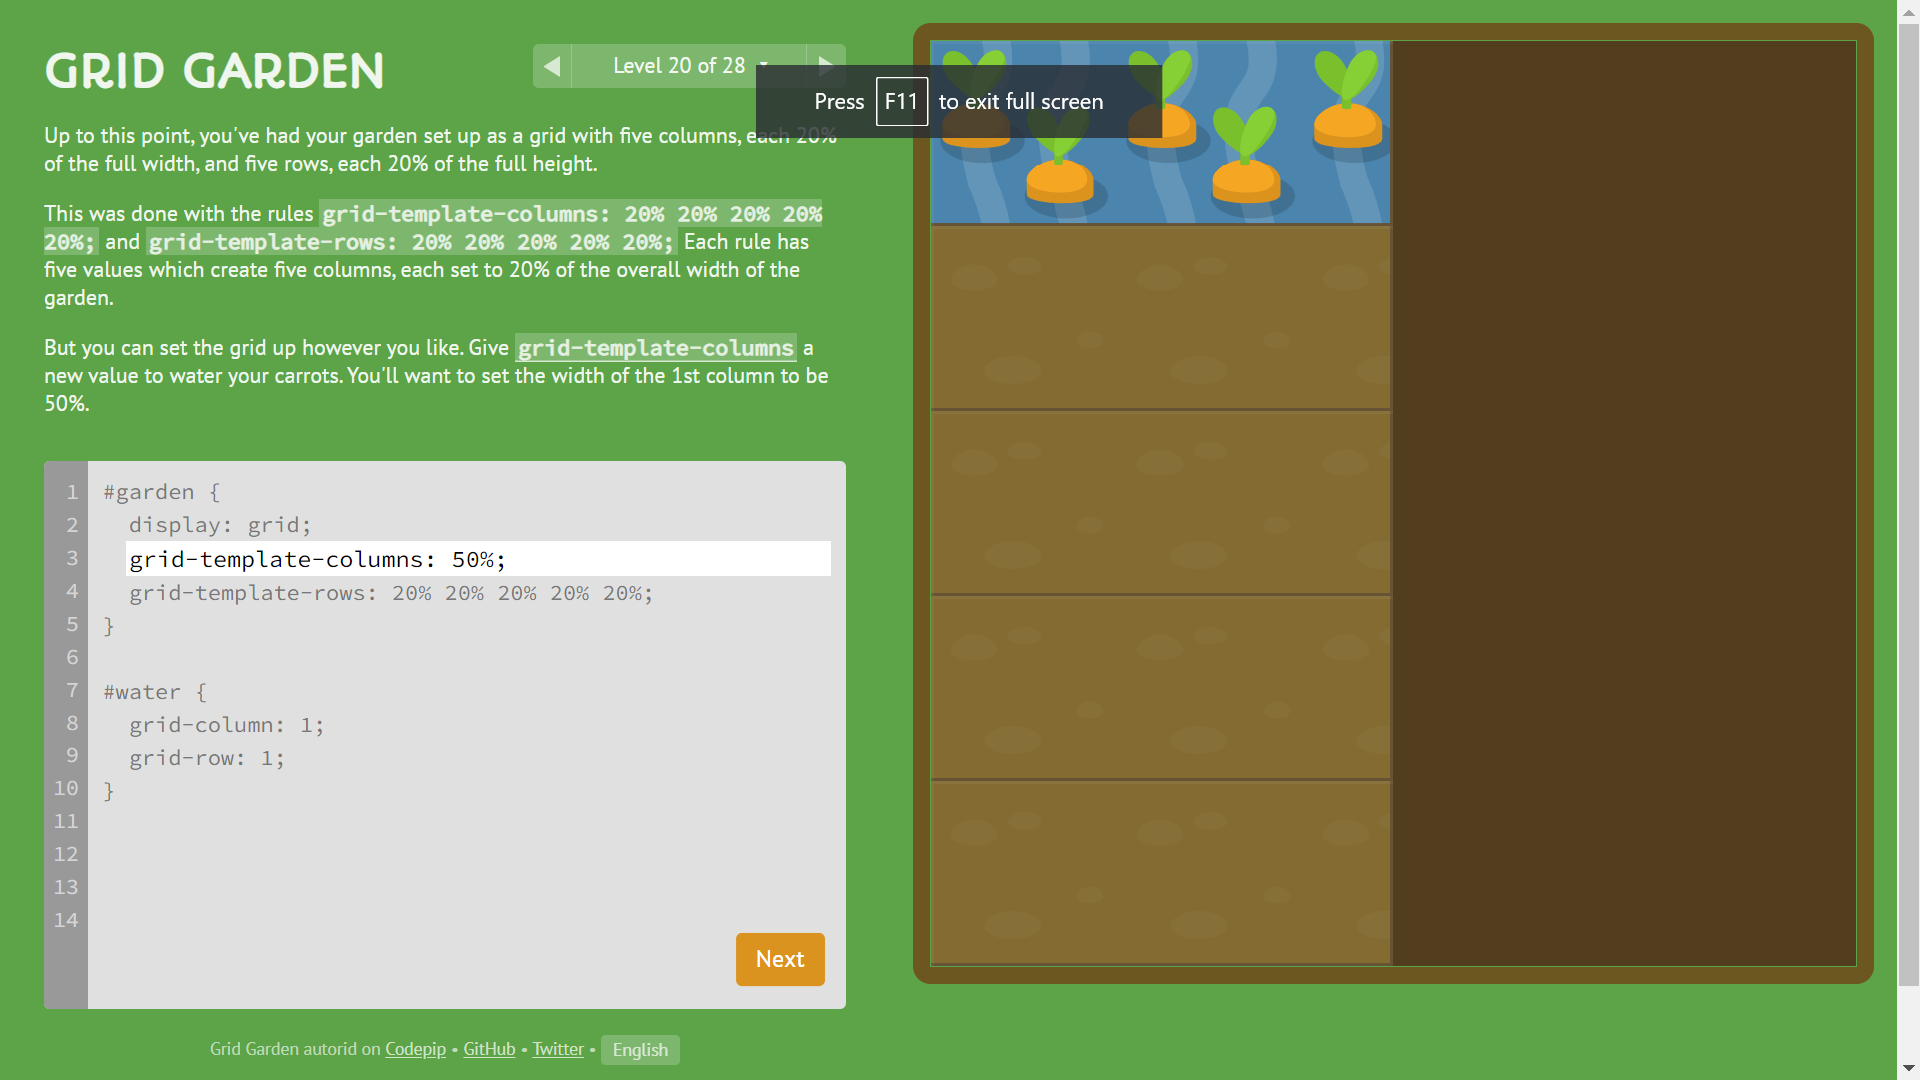 GRID GARDEN
Level 20 of 28
Press F11 to exit full screen
Up to this point, you've had your garden set up as a grid with five columns, each 20%
of the full width, and five rows, each 20% of the full height.
This was done with the rules grid-template-columns: 20% 20% 20% 20%
20%; and grid-template-rows: 20% 20% 20% 20% 20%; Each rule has
five values which create five columns, each set to 20% of the overall width of the
garden.
But you can set the grid up however you like. Give grid-template-columns a
new value to water your carrots. You'll want to set the width of the 1st column to be
50%.
1 #garden {
2 display: grid;
3 grid-template-columns: 50%;
4 grid-template-rows: 20% 20% 20% 20% 20%;
5 }
6
7 #water {
8 grid-column: 1;
9 grid-row: 1;
10 }
11
12
13
14
Next
Grid Garden autorid on Codepip • GitHub • Twitter • English